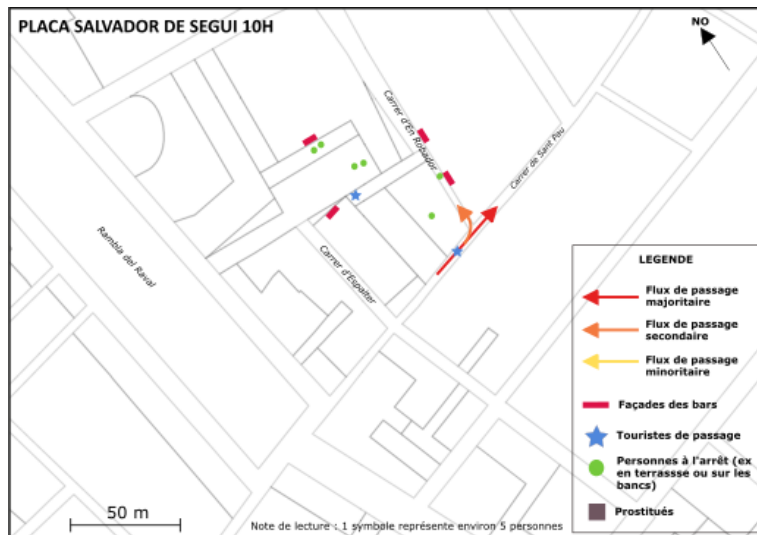 PLACA SALVADOR DE SEGUI 10H
NO
Carrer d'En Robador
Carrer de Sant Pau
Rambla del Raval
Carrer d'Espalter
LEGENDE
Flux de passage
majoritaire
Flux de passage
secondaire
Flux de passage
minoritaire
Façades des bars
Touristes de passage
Personnes à l'arrêt (ex
en terrassse ou sur les
bancs)
Prostitués
50 m
Note de lecture : 1 symbole représente environ 5 personnes